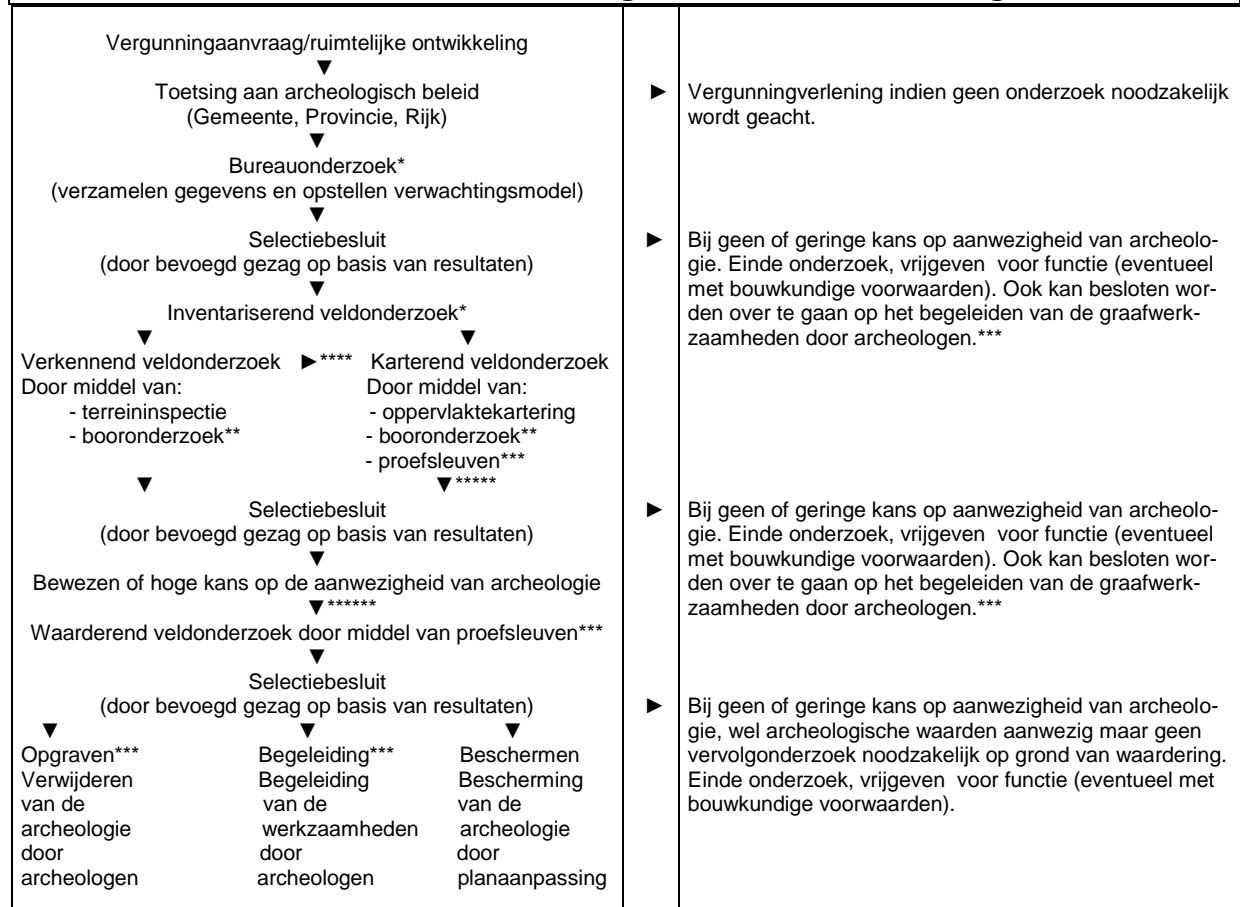 Vergunningaanvraag/ruimtelijke ontwikkeling
▼
Toetsing aan archeologisch beleid
(Gemeente, Provincie, Rijk)
▼
Bureauonderzoek*
(verzamelen gegevens en opstellen verwachtingsmodel)
▼
Selectiebesluit
(door bevoegd gezag op basis van resultaten)
▼
Inventariserend veldonderzoek*
▼ ▼
Verkennend veldonderzoek ►**** Karterend veldonderzoek
Door middel van: Door middel van:
- terreininspectie - oppervlaktekartering
- booronderzoek** - booronderzoek**
- proefsleuven***
▼ ▼*****
Selectiebesluit
(door bevoegd gezag op basis van resultaten)
▼
Bewezen of hoge kans op de aanwezigheid van archeologie
▼******
Waarderend veldonderzoek door middel van proefsleuven***
▼
Selectiebesluit
(door bevoegd gezag op basis van resultaten)
▼ ▼ ▼
Opgraven*** Begeleiding*** Beschermen
Verwijderen Begeleiding Bescherming
van de van de van de
archeologie werkzaamheden archeologie
door door door
archeologen archeologen planaanpassing
► Vergunningverlening indien geen onderzoek noodzakelijk
wordt geacht.
► Bij geen of geringe kans op aanwezigheid van archeolo-
gie. Einde onderzoek, vrijgeven voor functie (eventueel
met bouwkundige voorwaarden). Ook kan besloten wor-
den over te gaan op het begeleiden van de graafwerk-
zaamheden door archeologen.***
► Bij geen of geringe kans op aanwezigheid van archeolo-
gie. Einde onderzoek, vrijgeven voor functie (eventueel
met bouwkundige voorwaarden). Ook kan besloten wor-
den over te gaan op het begeleiden van de graafwerk-
zaamheden door archeologen.***
► Bij geen of geringe kans op aanwezigheid van archeolo-
gie, wel archeologische waarden aanwezig maar geen
vervolgonderzoek noodzakelijk op grond van waardering.
Einde onderzoek, vrijgeven voor functie (eventueel met
bouwkundige voorwaarden).